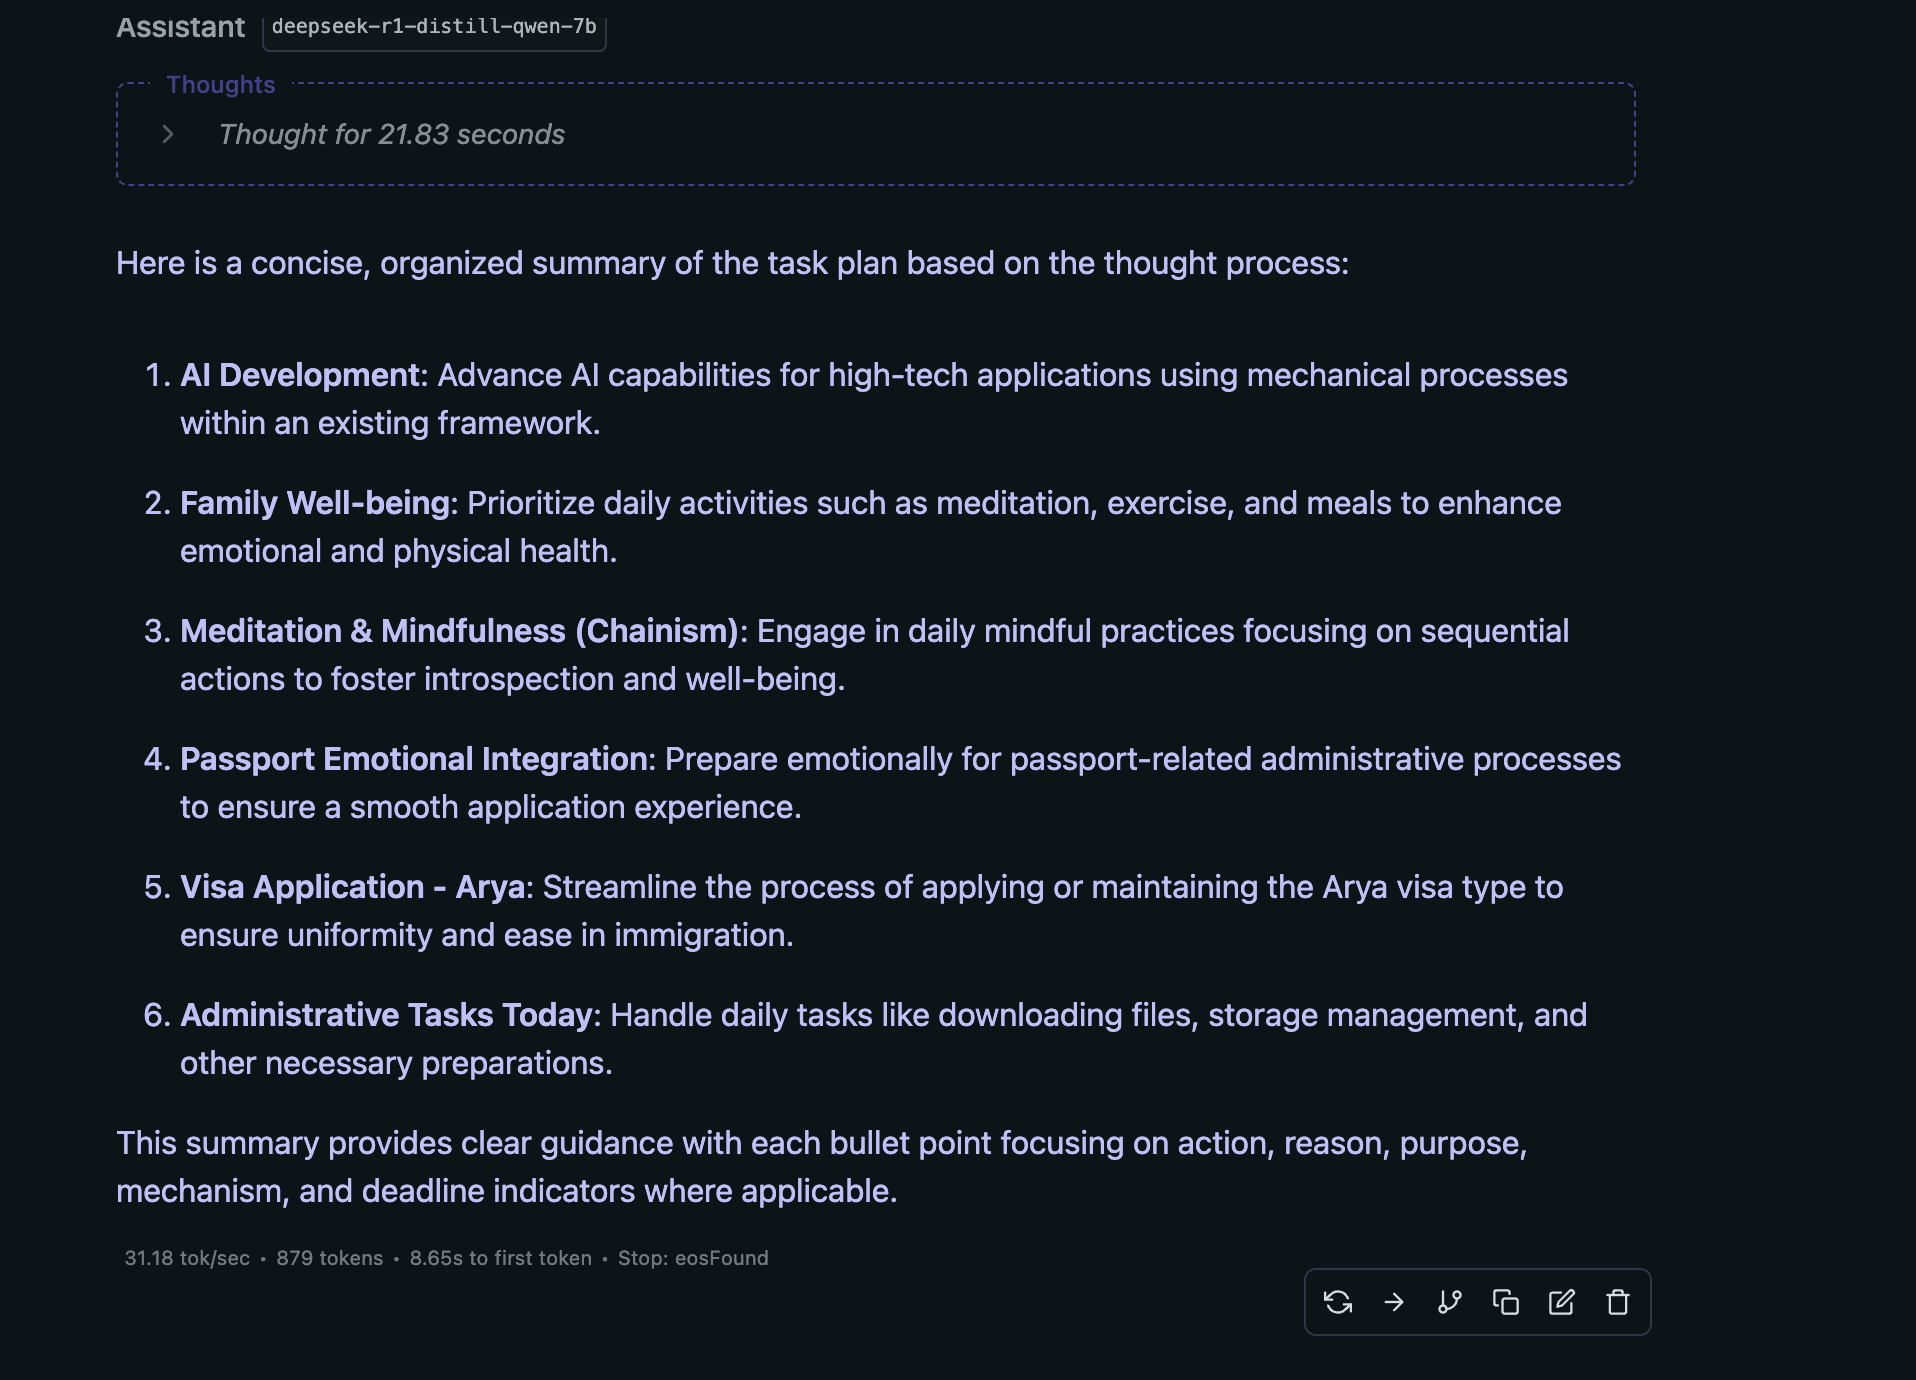 Assistant deepseek-r1-distill-qwen-7b
Thoughts
Thought for 21.83 seconds
Here is a concise, organized summary of the task plan based on the thought process:
1. AI Development: Advance AI capabilities for high-tech applications using mechanical processes
within an existing framework.
2. Family Well-being: Prioritize daily activities such as meditation, exercise, and meals to enhance
emotional and physical health.
3. Meditation & Mindfulness (Chainism): Engage in daily mindful practices focusing on sequential
actions to foster introspection and well-being.
4. Passport Emotional Integration: Prepare emotionally for passport-related administrative processes
to ensure a smooth application experience.
5. Visa Application - Arya: Streamline the process of applying or maintaining the Arya visa type to
ensure uniformity and ease in immigration.
6. Administrative Tasks Today: Handle daily tasks like downloading files, storage management, and
other necessary preparations.
This summary provides clear guidance with each bullet point focusing on action, reason, purpose,
mechanism, and deadline indicators where applicable.
31.18 tok/sec • 879 tokens • 8.65s to first token • Stop: eosFound